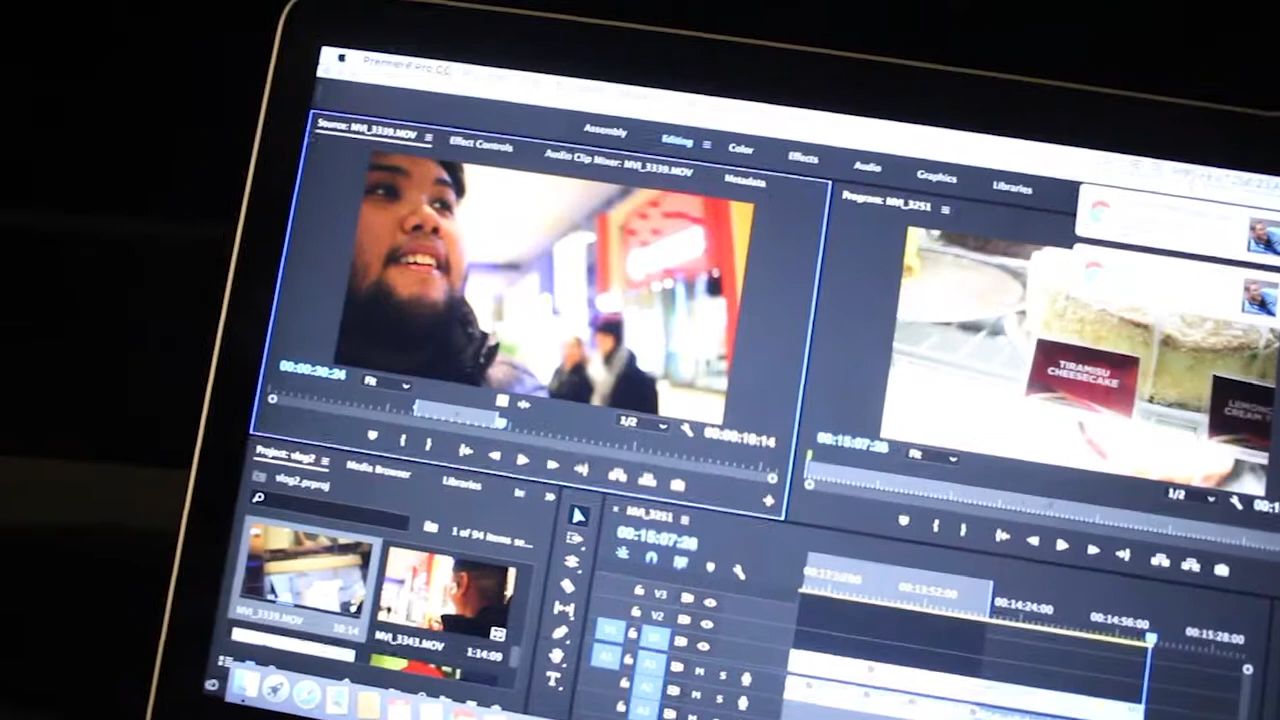 Premiere Pro CC
Assembly
Editing
Color
Effects
Audio
Graphics
Libraries
Source: MVI_3339.MOV
Effect Controls
Audio Clip Mixer: MVI_3339.MOV
Metadata
Program: MVI_3251
TIRAMISU
CHEESECAKE
00:00:30:24
Fit
1/2
00:00:10:14
00:15:07:28
Fit
1/2
Project: vlog2
Media Browser
Libraries
vlog2.prproj
1 of 94 items se...
MVI_3339.MOV
10:14
MVI_3343.MOV
1:14:09
MVI_3251
00:15:07:28
00:13:52:00
00:14:24:00
00:14:56:00
00:15:28:00
V3
V2
V1
A1
A1
A2
A3
M
S
M
S